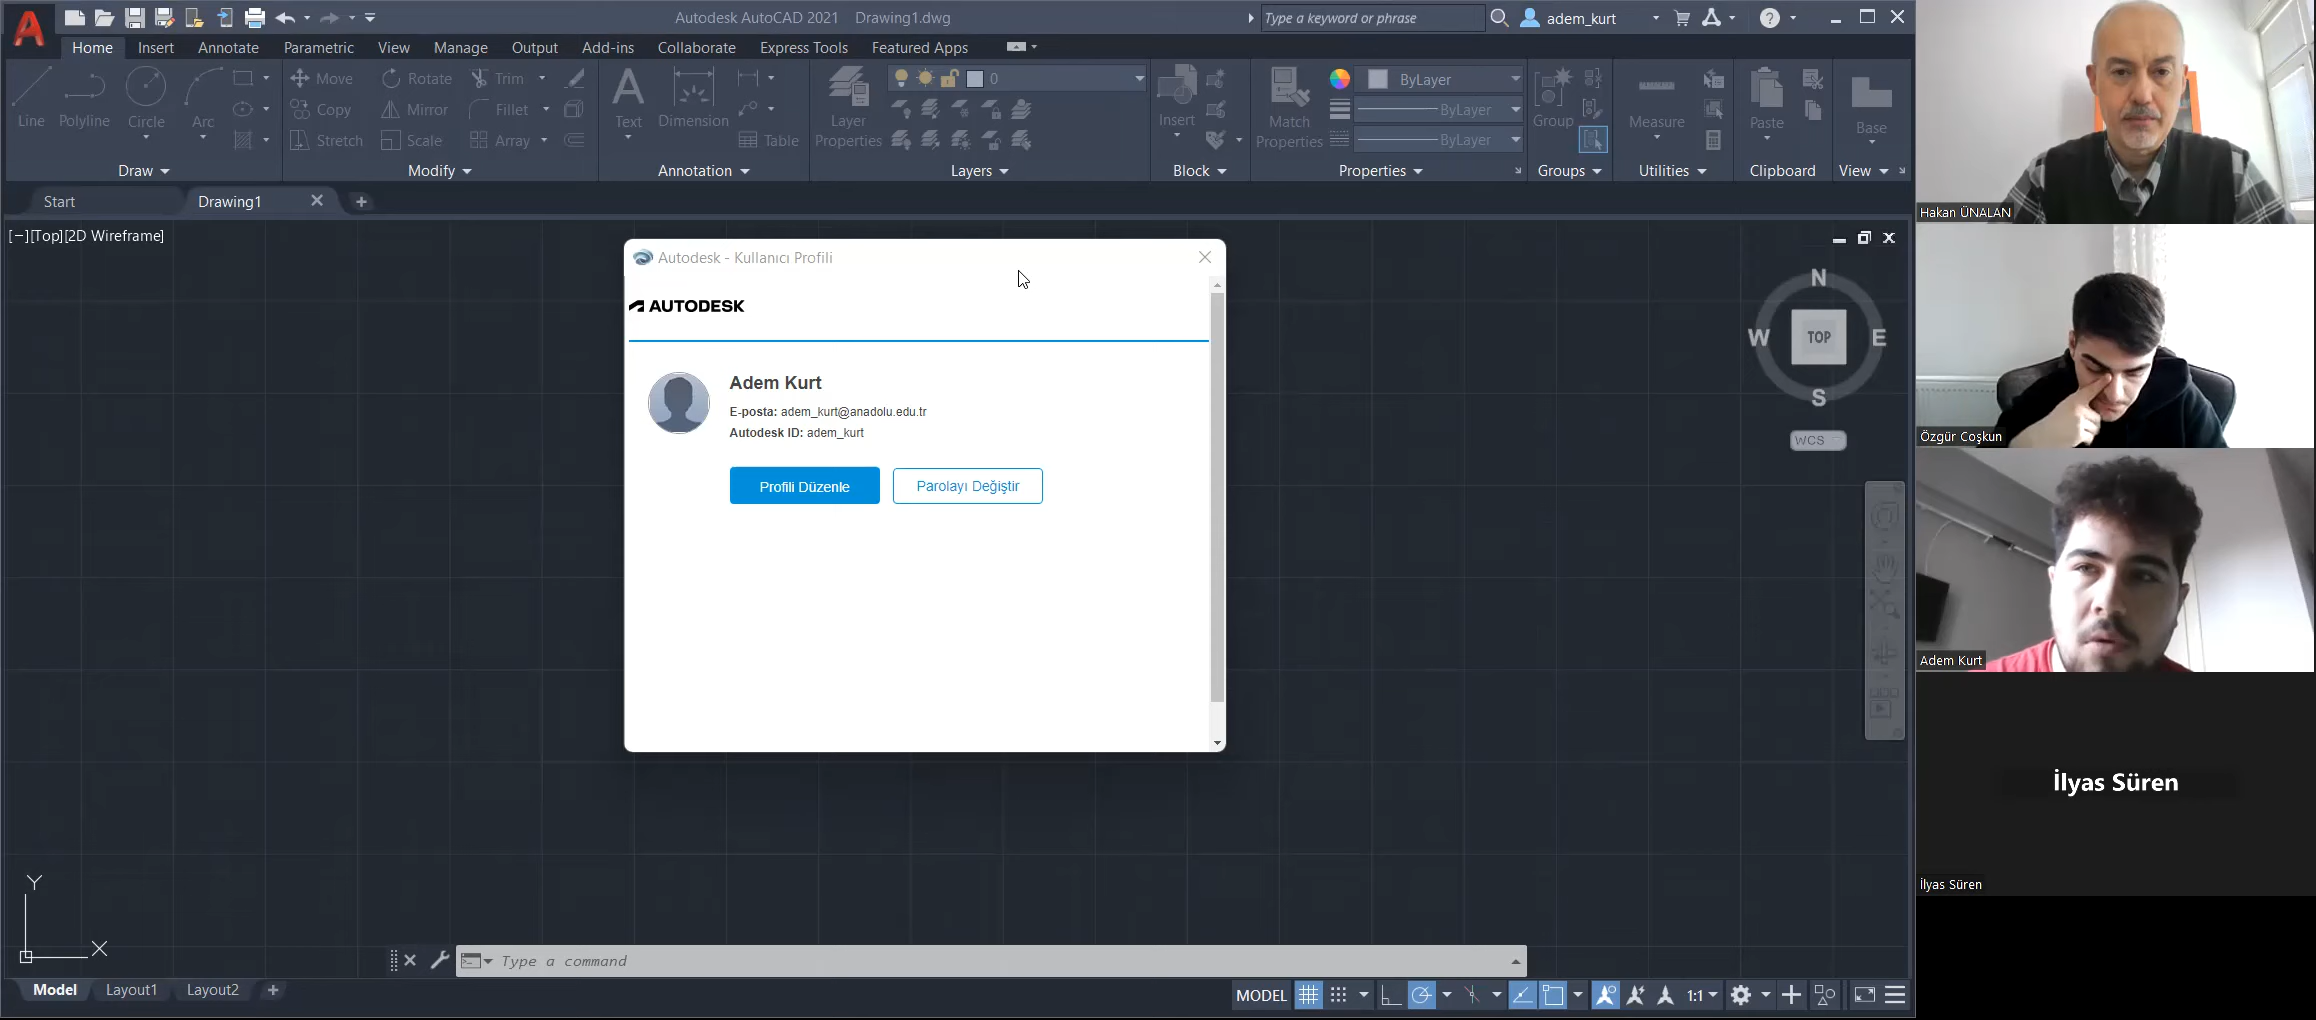 Autodesk AutoCAD 2021 Drawing1.dwg
Type a keyword or phrase
adem_kurt
Home Insert Annotate Parametric View Manage Output Add-ins Collaborate Express Tools Featured Apps
Line
Polyline
Circle
Arc
Move
Rotate
Trim
Copy
Mirror
Fillet
Stretch
Scale
Array
Text
Dimension
Table
Layer
Properties
0
Insert
Match
Properties
ByLayer
ByLayer
ByLayer
Group
Measure
Paste
Base
Draw Modify Annotation Layers Block Properties Groups Utilities Clipboard View
Start Drawing1
[−][Top][2D Wireframe]
Autodesk - Kullanıcı Profili
AUTODESK
Adem Kurt
E-posta: adem_kurt@anadolu.edu.tr
Autodesk ID: adem_kurt
Profili Düzenle
Parolayı Değiştir
N
W
TOP
E
S
WCS
Y
X
Type a command
Model Layout1 Layout2
MODEL
1:1
Hakan ÜNALAN
Özgür Coşkun
Adem Kurt
İlyas Süren
İlyas Süren